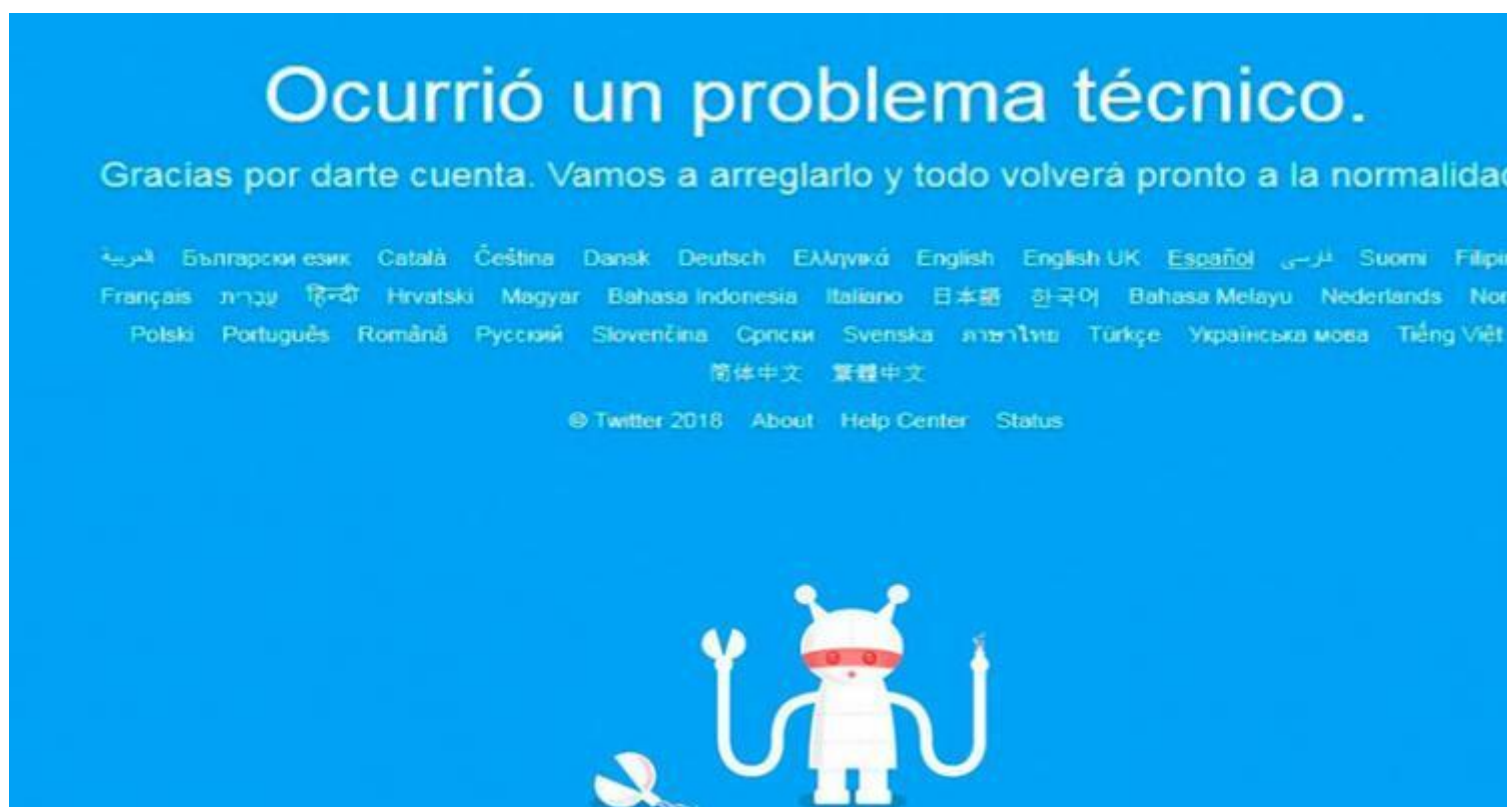 Ocurrió un problema técnico.
Gracias por darte cuenta. Vamos a arreglarlo y todo volverá pronto a la normalidad
العربية Български език Català Čeština Dansk Deutsch Ελληνικά English English UK Español فارسی Suomi Filipin
Français עִבְרִית हिन्दी Hrvatski Magyar Bahasa Indonesia Italiano 日本語 한국어 Bahasa Melayu Nederlands Nor
Polski Português Română Русский Slovenčina Српски Svenska ภาษาไทย Türkçe Українська мова Tiếng Việt
简体中文 繁體中文
© Twitter 2018 About Help Center Status